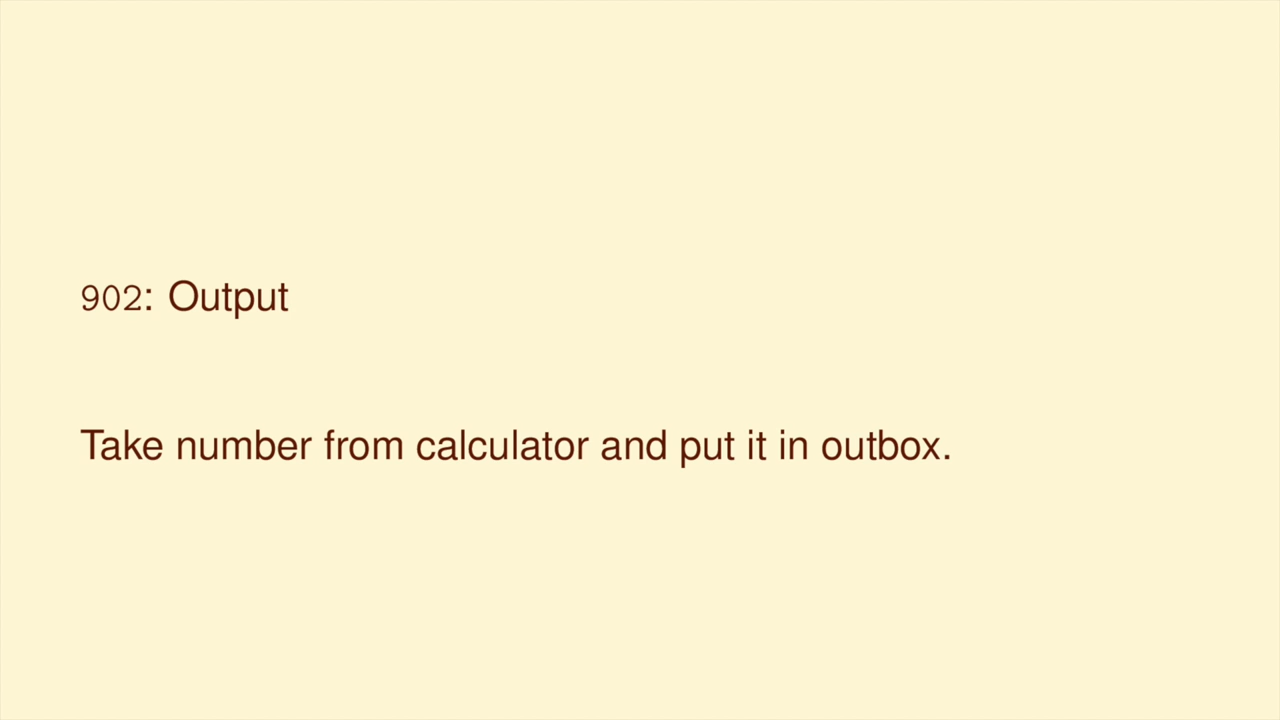 902: Output
Take number from calculator and put it in outbox.